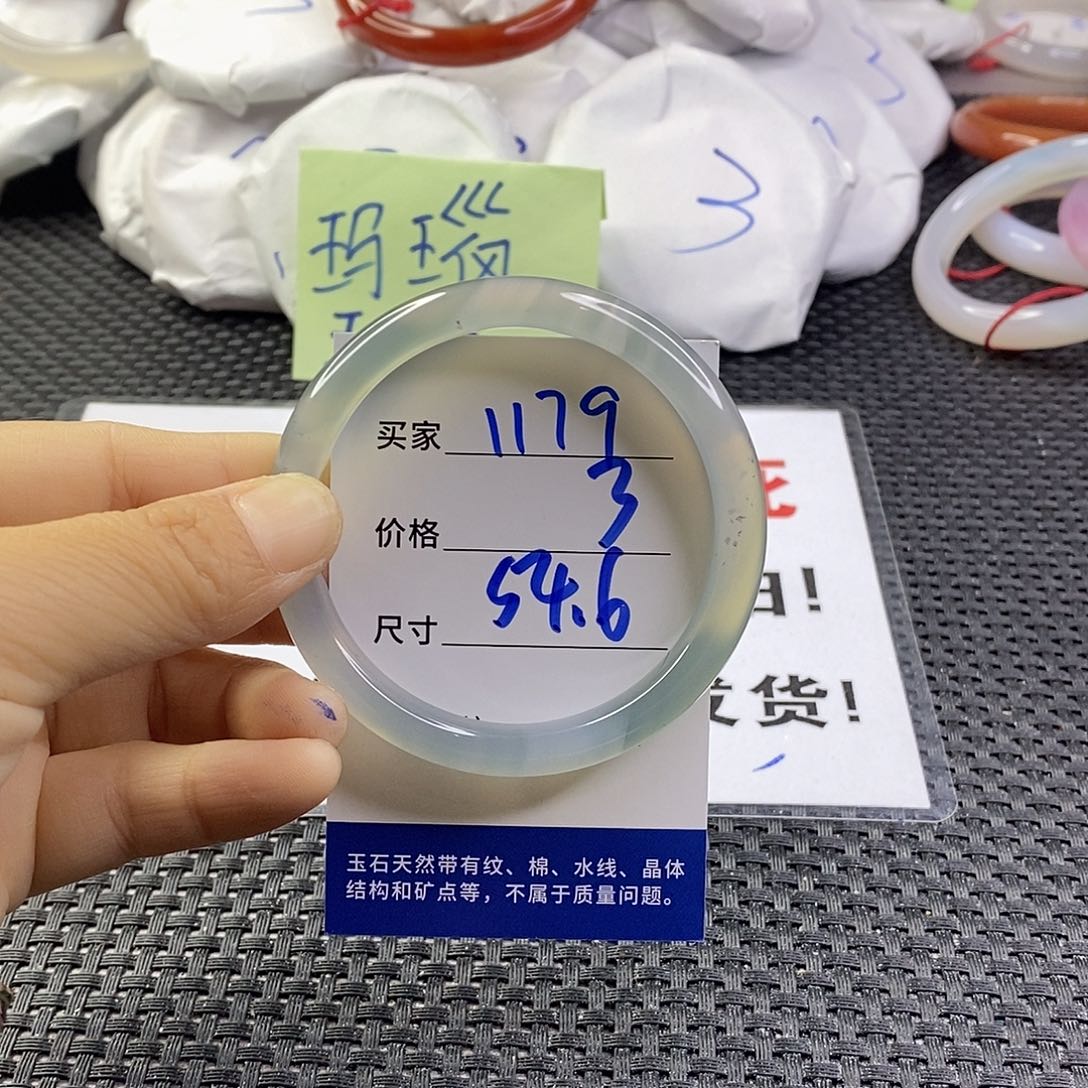 3
3
玛瑙
买家 1179
价格 3
尺寸 54.6
发货!
玉石天然带有纹、棉、水线、晶体
结构和矿点等，不属于质量问题。